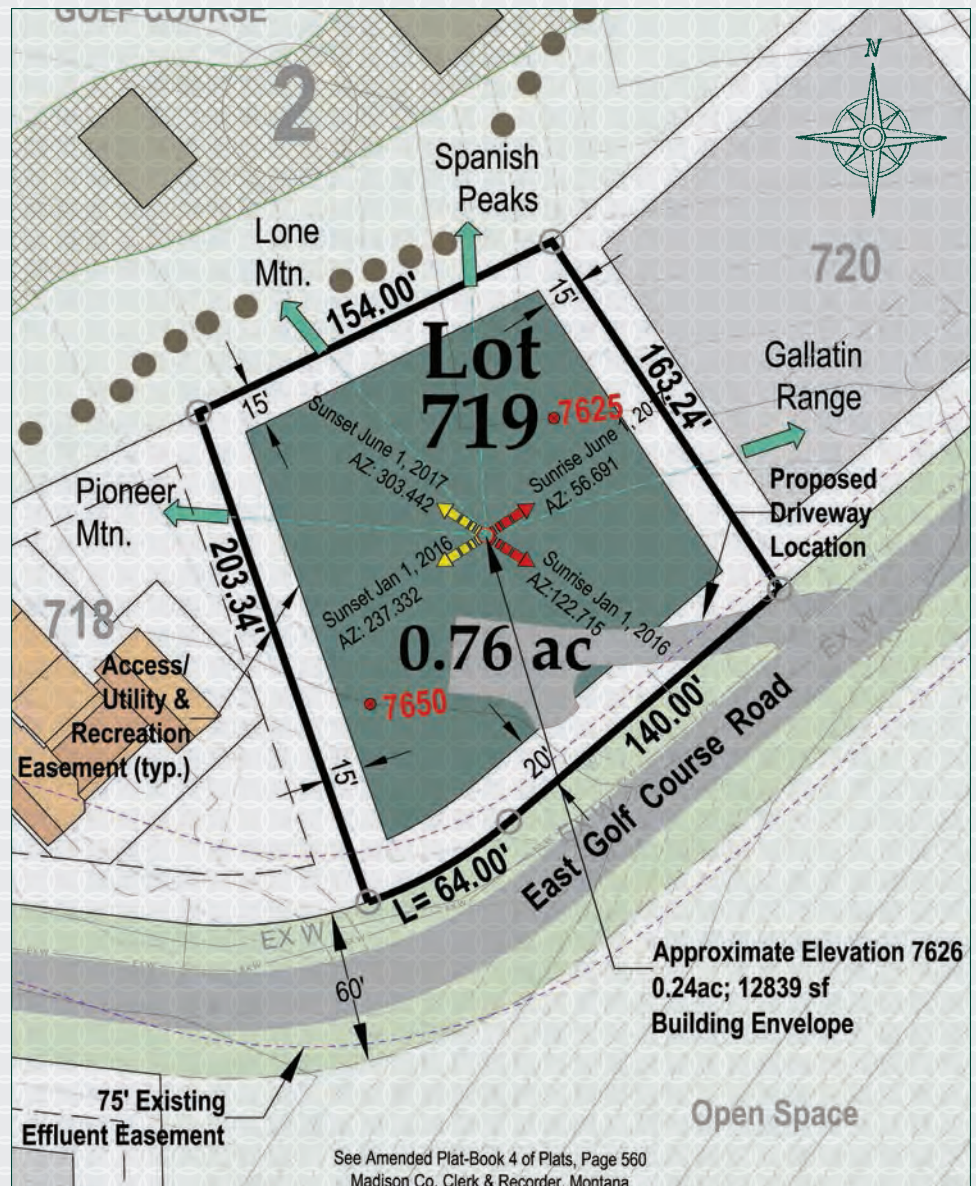 GOLF COURSE
N
2
Spanish
Peaks
Lone
Mtn.
154.00'
720
15'
Lot
719
7625
163.24'
Gallatin
Range
15'
Sunset June 1, 2017
AZ: 303.442
Sunrise June 1, 20
AZ: 56.691
Pioneer
Mtn.
Proposed
Driveway
Location
203.34'
Sunset Jan 1, 2016
AZ: 237.332
Sunrise Jan 1, 2016
AZ:122.715
718
0.76 ac
EX W
Access/
Utility &
Recreation
Easement (typ.)
7650
140.00'
15'
20'
EX W
East Golf Course Road
L= 64.00'
EX W
60'
Approximate Elevation 7626
0.24ac; 12839 sf
Building Envelope
75' Existing
Effluent Easement
Open Space
See Amended Plat-Book 4 of Plats, Page 560
Madison Co. Clerk & Recorder, Montana